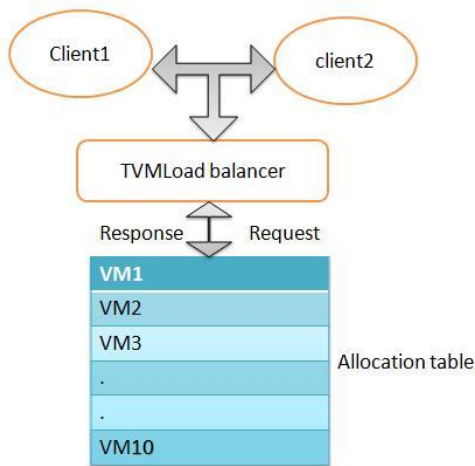 Client1
client2
TVMLoad balancer
Response
Request
VM1
VM2
VM3
.
.
VM10
Allocation table